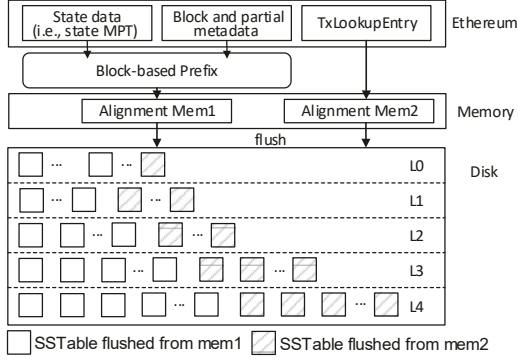 State data
(i.e., state MPT)
Block and partial
metadata
TxLookupEntry
Ethereum
Block-based Prefix
Alignment Mem1
Alignment Mem2
Memory
flush
... ... L0
Disk
... ... L1
... ... L2
... ... L3
... ... L4
SSTable flushed from mem1
SSTable flushed from mem2